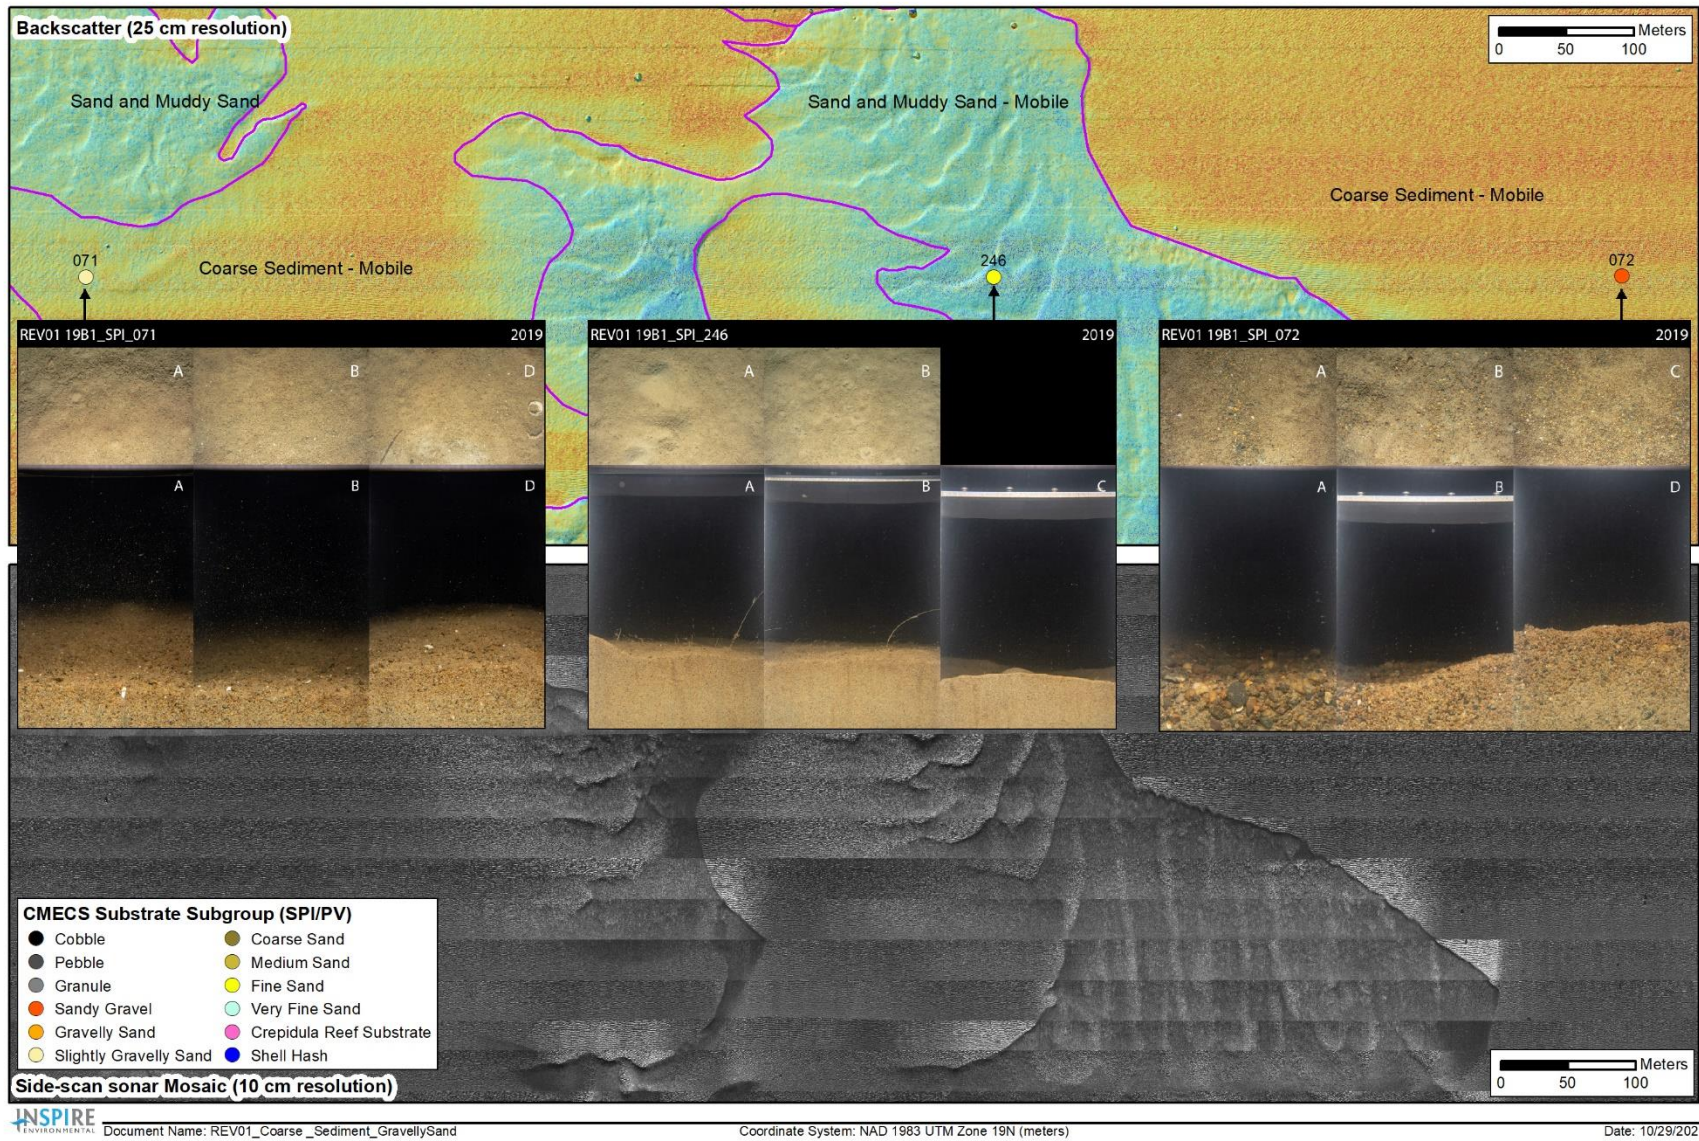 Backscatter (25 cm resolution)
Meters
0 50 100
Sand and Muddy Sand
Sand and Muddy Sand - Mobile
Coarse Sediment - Mobile
071
Coarse Sediment - Mobile
246
072
REV01 19B1_SPI_071 2019
A B D
A B D
REV01 19B1_SPI_246 2019
A B
A B C
REV01 19B1_SPI_072 2019
A B C
A B D
CMECS Substrate Subgroup (SPI/PV)
Cobble
Pebble
Granule
Sandy Gravel
Gravelly Sand
Slightly Gravelly Sand
Coarse Sand
Medium Sand
Fine Sand
Very Fine Sand
Crepidula Reef Substrate
Shell Hash
Side-scan sonar Mosaic (10 cm resolution)
Meters
0 50 100
INSPIRE
ENVIRONMENTAL
Document Name: REV01_Coarse _Sediment_GravellySand
Coordinate System: NAD 1983 UTM Zone 19N (meters)
Date: 10/29/202